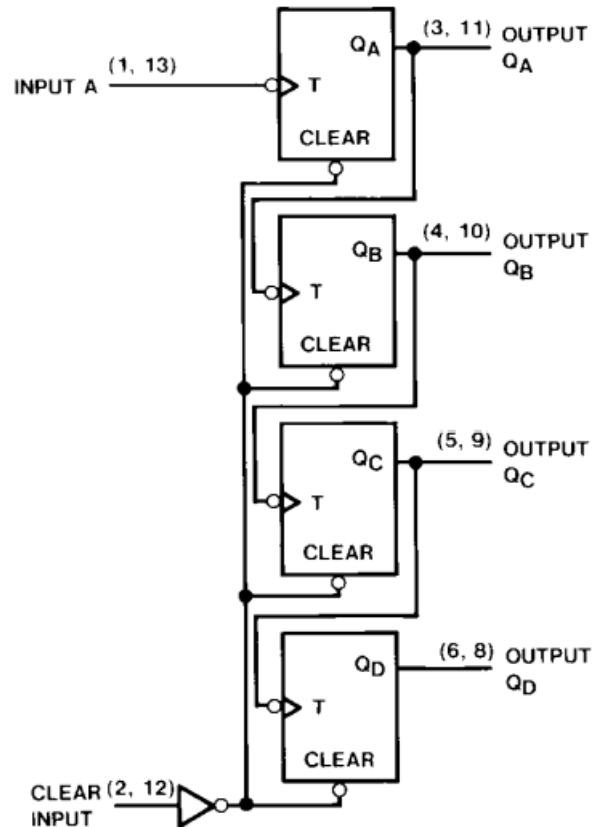 QA (3, 11) OUTPUT
QA
INPUT A (1, 13) T
CLEAR
QB (4, 10) OUTPUT
QB
T
CLEAR
QC (5, 9) OUTPUT
QC
T
CLEAR
QD (6, 8) OUTPUT
QD
T
CLEAR
CLEAR (2, 12)
INPUT